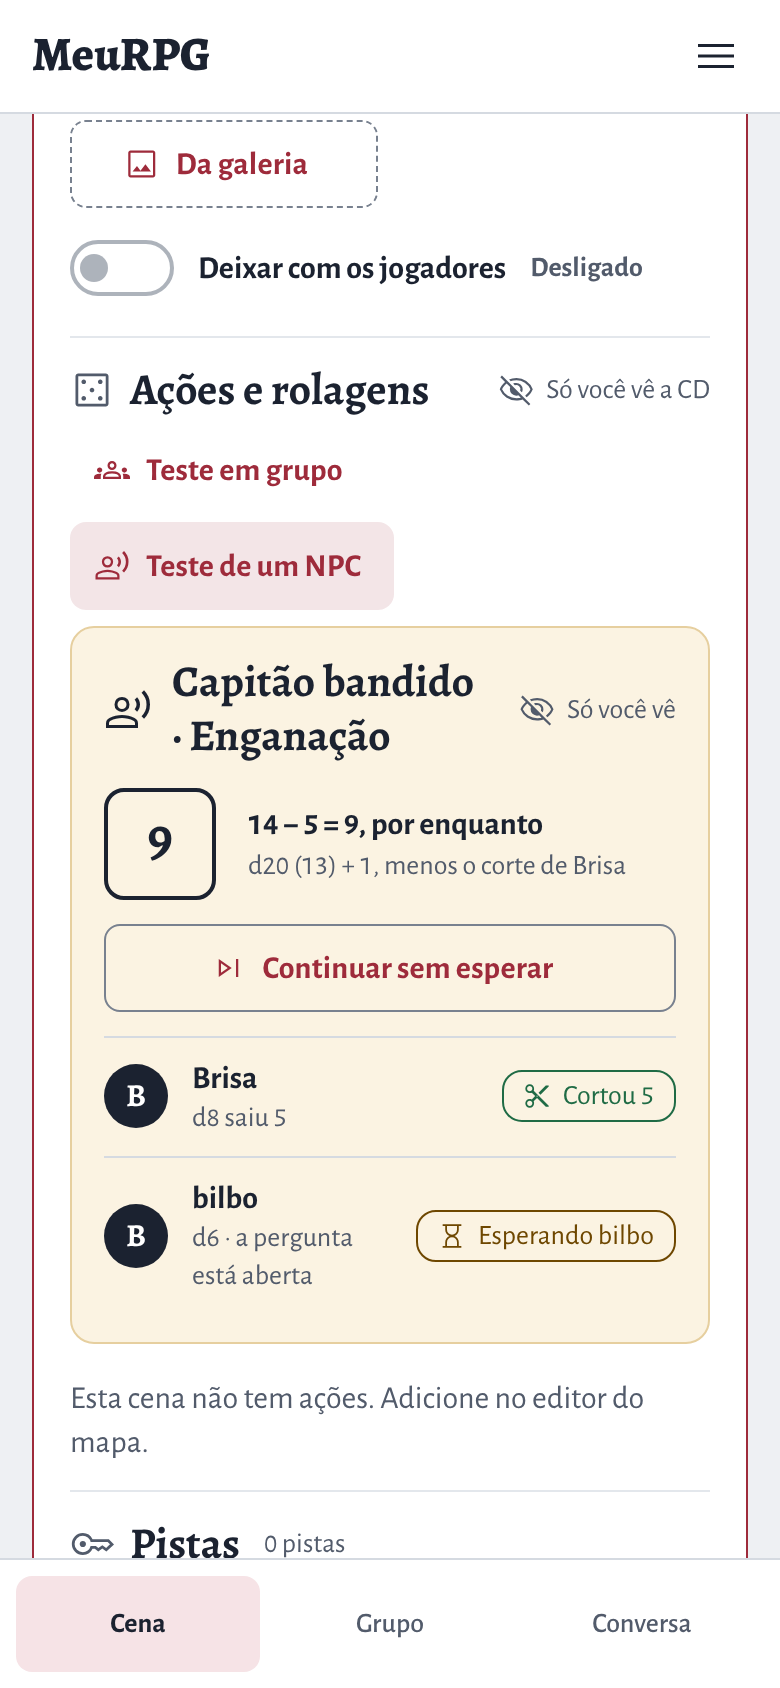 MeuRPG
Da galeria
Deixar com os jogadores Desligado
Ações e rolagens Só você vê a CD
Teste em grupo
Teste de um NPC
Capitão bandido
· Enganação
Só você vê
9
14 – 5 = 9, por enquanto
d20 (13) + 1, menos o corte de Brisa
Continuar sem esperar
B
Brisa
d8 saiu 5
Cortou 5
B
bilbo
d6 · a pergunta
está aberta
Esperando bilbo
Esta cena não tem ações. Adicione no editor do
mapa.
Pistas 0 pistas
Cena Grupo Conversa